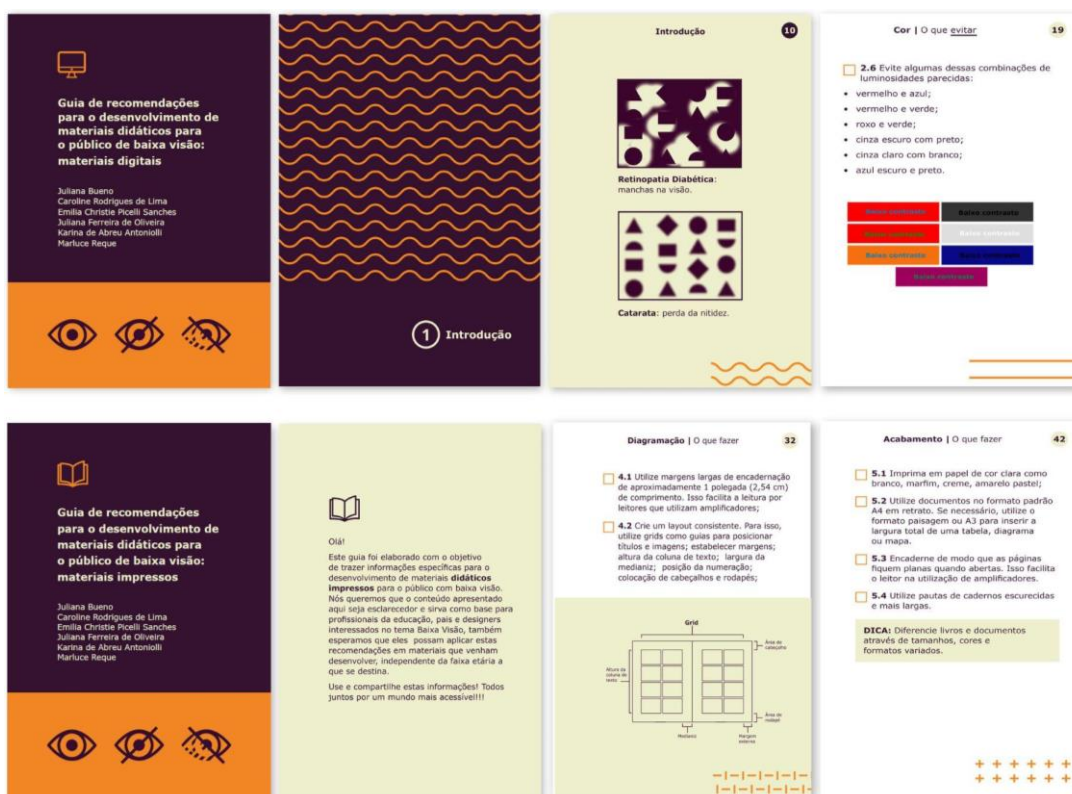 Guia de recomendações
para o desenvolvimento de
materiais didáticos para
o público de baixa visão:
materiais digitais
Juliana Bueno
Caroline Rodrigues de Lima
Emilia Christie Picelli Sanches
Juliana Ferreira de Oliveira
Karina de Abreu Antoniolli
Marluce Reque
1 Introdução
Introdução
10
Retinopatia Diabética:
manchas na visão.
Catarata: perda da nitidez.
Cor | O que evitar
19
2.6 Evite algumas dessas combinações de
luminosidades parecidas:
• vermelho e azul;
• vermelho e verde;
• roxo e verde;
• cinza escuro com preto;
• cinza claro com branco;
• azul escuro e preto.
Baixo contraste
Baixo contraste
Baixo contraste
Baixo contraste
Baixo contraste
Baixo contraste
Baixo contraste
Guia de recomendações
para o desenvolvimento de
materiais didáticos para
o público de baixa visão:
materiais impressos
Juliana Bueno
Caroline Rodrigues de Lima
Emilia Christie Picelli Sanches
Juliana Ferreira de Oliveira
Karina de Abreu Antoniolli
Marluce Reque
Olá!
Este guia foi elaborado com o objetivo
de trazer informações específicas para o
desenvolvimento de materiais didáticos
impressos para o público com baixa visão.
Nós queremos que o conteúdo apresentado
aqui seja esclarecedor e sirva como base para
profissionais da educação, pais e designers
interessados no tema Baixa Visão, também
esperamos que eles possam aplicar estas
recomendações em materiais que venham
desenvolver, independente da faixa etária a
que se destina.
Use e compartilhe estas informações! Todos
juntos por um mundo mais acessível!!!
Diagramação | O que fazer
32
4.1 Utilize margens largas de encadernação
de aproximadamente 1 polegada (2,54 cm)
de comprimento. Isso facilita a leitura por
leitores que utilizam amplificadores;
4.2 Crie um layout consistente. Para isso,
utilize grids como guias para posicionar
títulos e imagens; estabelecer margens;
altura da coluna de texto; largura da
medianiz; posição da numeração;
colocação de cabeçalhos e rodapés;
Grid
Área do
cabeçalho
Altura da
coluna de
texto
Área do
rodapé
Medianiz
Margem
externa
Acabamento | O que fazer
42
5.1 Imprima em papel de cor clara como
branco, marfim, creme, amarelo pastel;
5.2 Utilize documentos no formato padrão
A4 em retrato. Se necessário, utilize o
formato paisagem ou A3 para inserir a
largura total de uma tabela, diagrama
ou mapa.
5.3 Encaderne de modo que as páginas
fiquem planas quando abertas. Isso facilita
o leitor na utilização de amplificadores.
5.4 Utilize pautas de cadernos escurecidas
e mais largas.
DICA: Diferencie livros e documentos
através de tamanhos, cores e
formatos variados.